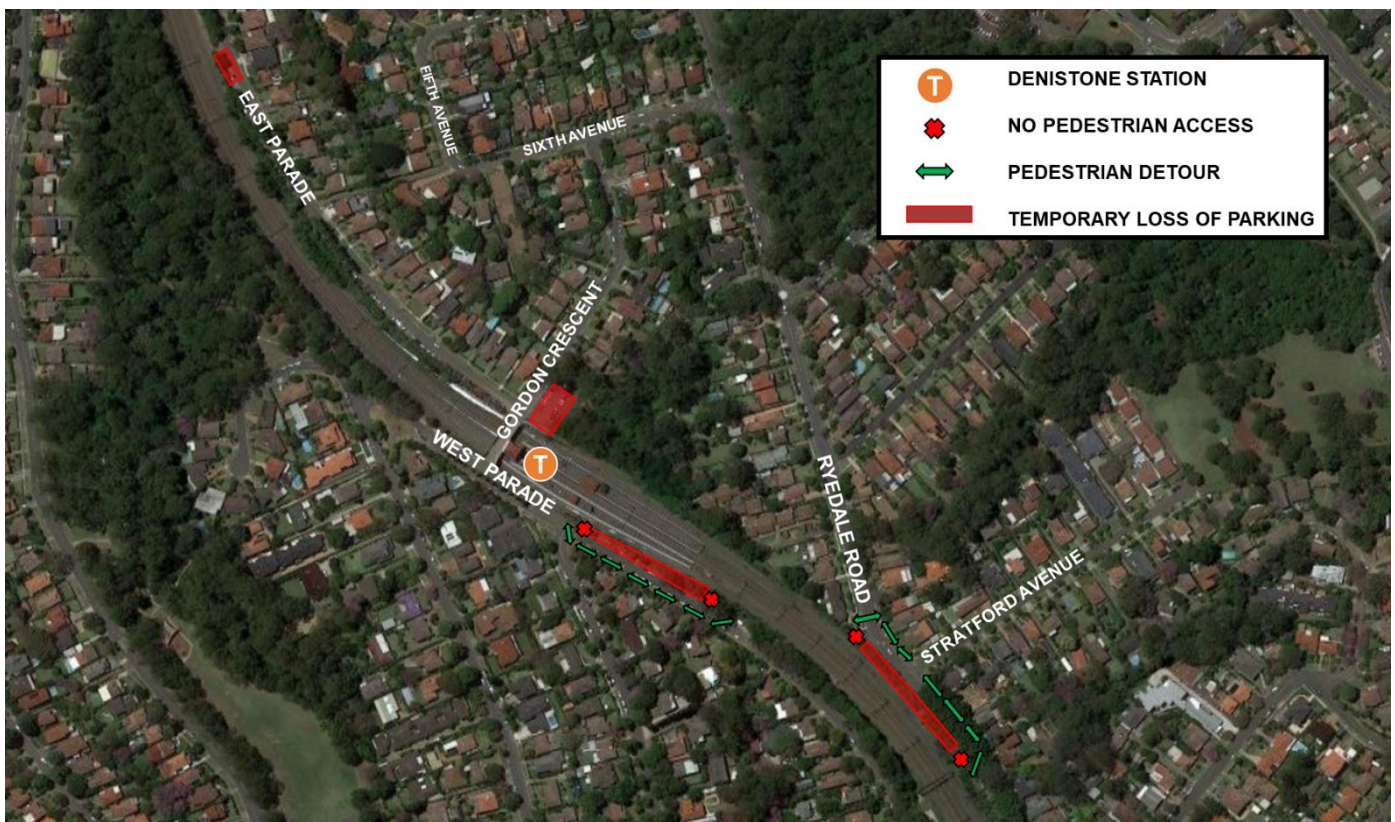 T DENISTONE STATION
NO PEDESTRIAN ACCESS
PEDESTRIAN DETOUR
TEMPORARY LOSS OF PARKING
EAST PARADE
FIFTH AVENUE
SIXTH AVENUE
GORDON CRESCENT
WEST PARADE
T
RYEDALE ROAD
STRATFORD AVENUE